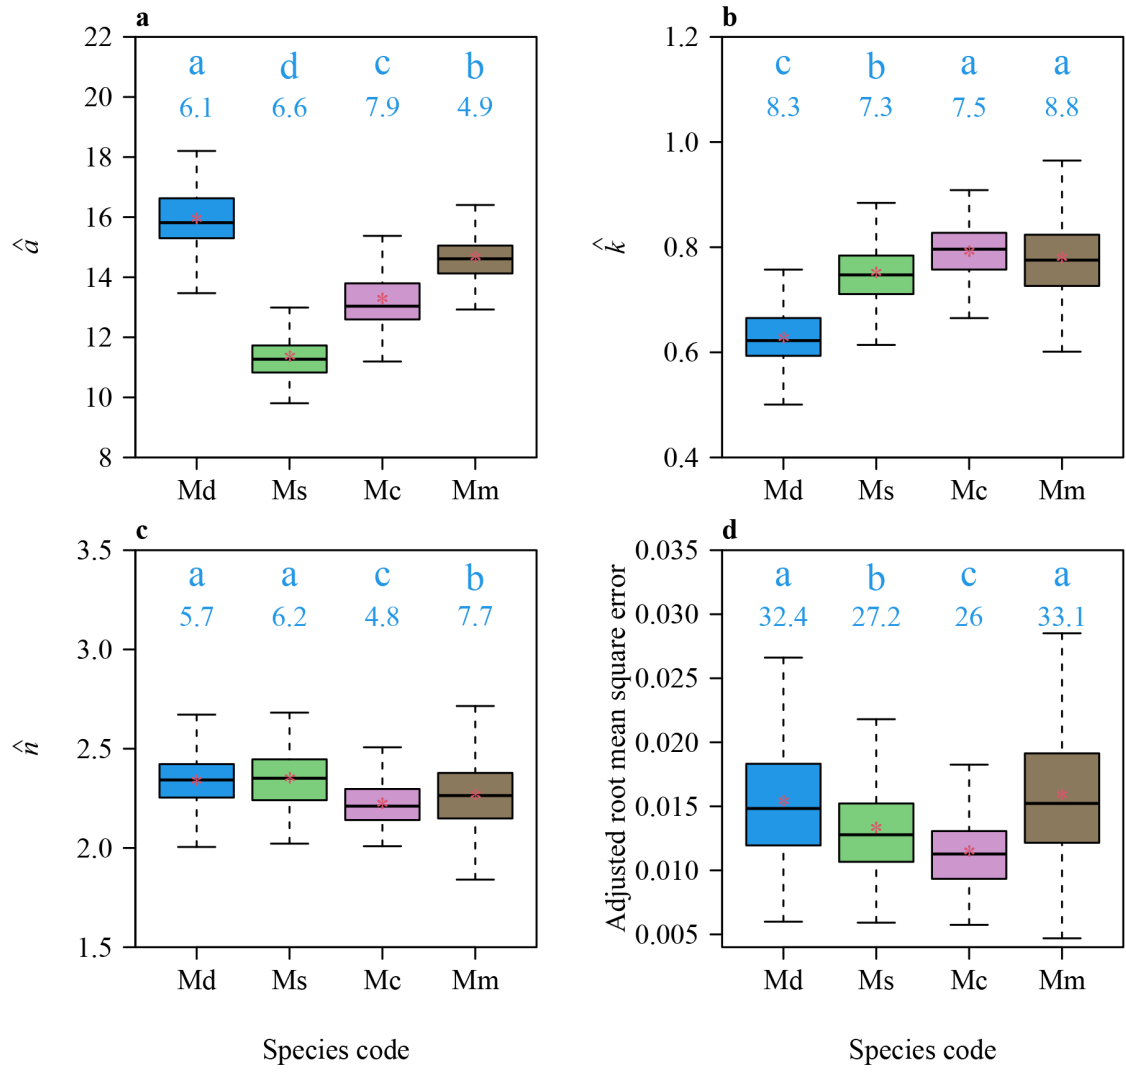 a
22
20
18
16
14
12
10
8
â
a d c b
6.1 6.6 7.9 4.9
* * * *
Md Ms Mc Mm
b
1.2
1.0
0.8
0.6
0.4
k̂
c b a a
8.3 7.3 7.5 8.8
* * * *
Md Ms Mc Mm
c
3.5
3.0
2.5
2.0
1.5
n̂
a a c b
5.7 6.2 4.8 7.7
* * * *
Md Ms Mc Mm
Species code
d
0.035
0.030
0.025
0.020
0.015
0.010
0.005
Adjusted root mean square error
a b c a
32.4 27.2 26 33.1
* * * *
Md Ms Mc Mm
Species code